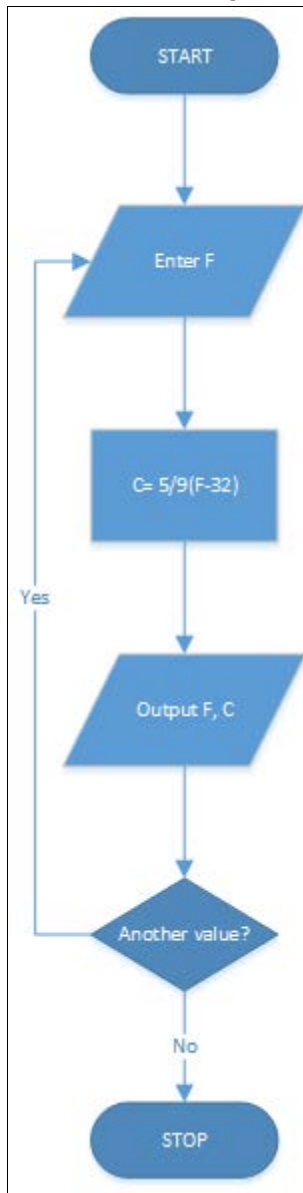 START
Enter F
C= 5/9(F-32)
Yes
Output F, C
Another value?
No
STOP